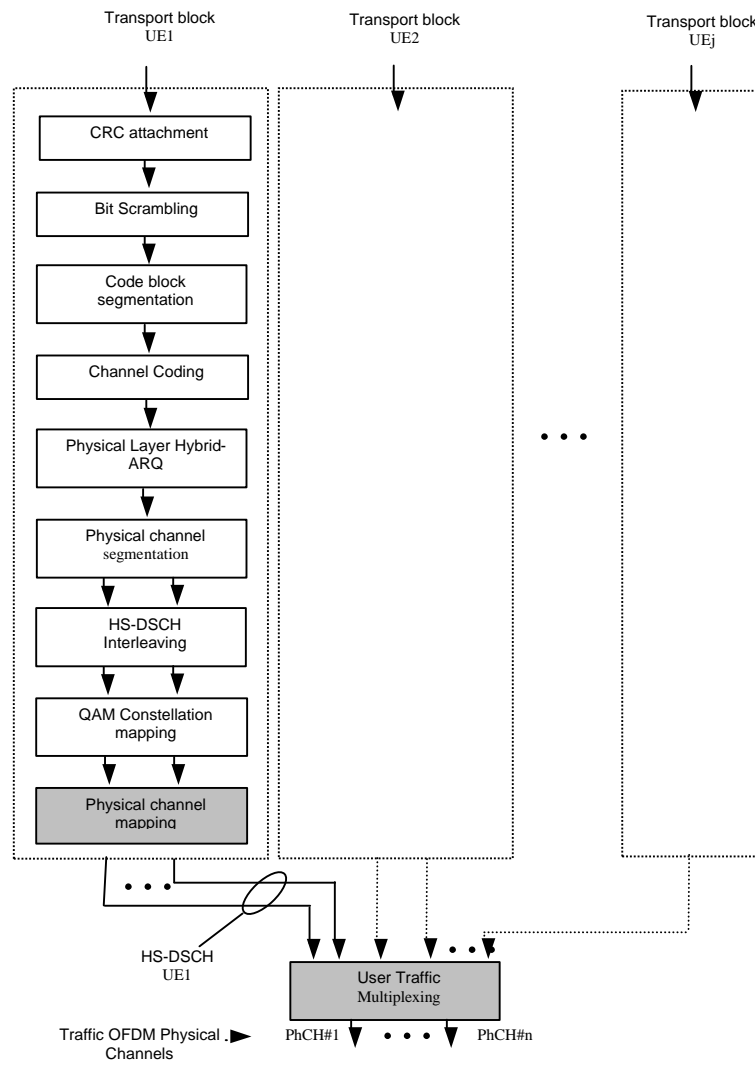 Transport block
UE1
Transport block
UE2
Transport block
UEj
CRC attachment
Bit Scrambling
Code block
segmentation
Channel Coding
Physical Layer Hybrid-
ARQ
Physical channel
segmentation
HS-DSCH
Interleaving
QAM Constellation
mapping
Physical channel
mapping
HS-DSCH
UE1
User Traffic
Multiplexing
Traffic OFDM Physical
Channels
PhCH#1
PhCH#n